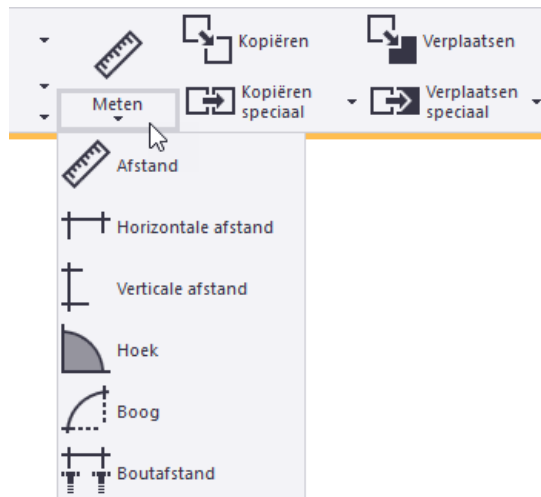 Kopiëren
Verplaatsen
Meten
Kopiëren
speciaal
Verplaatsen
speciaal
Afstand
Horizontale afstand
Verticale afstand
Hoek
Boog
Boutafstand